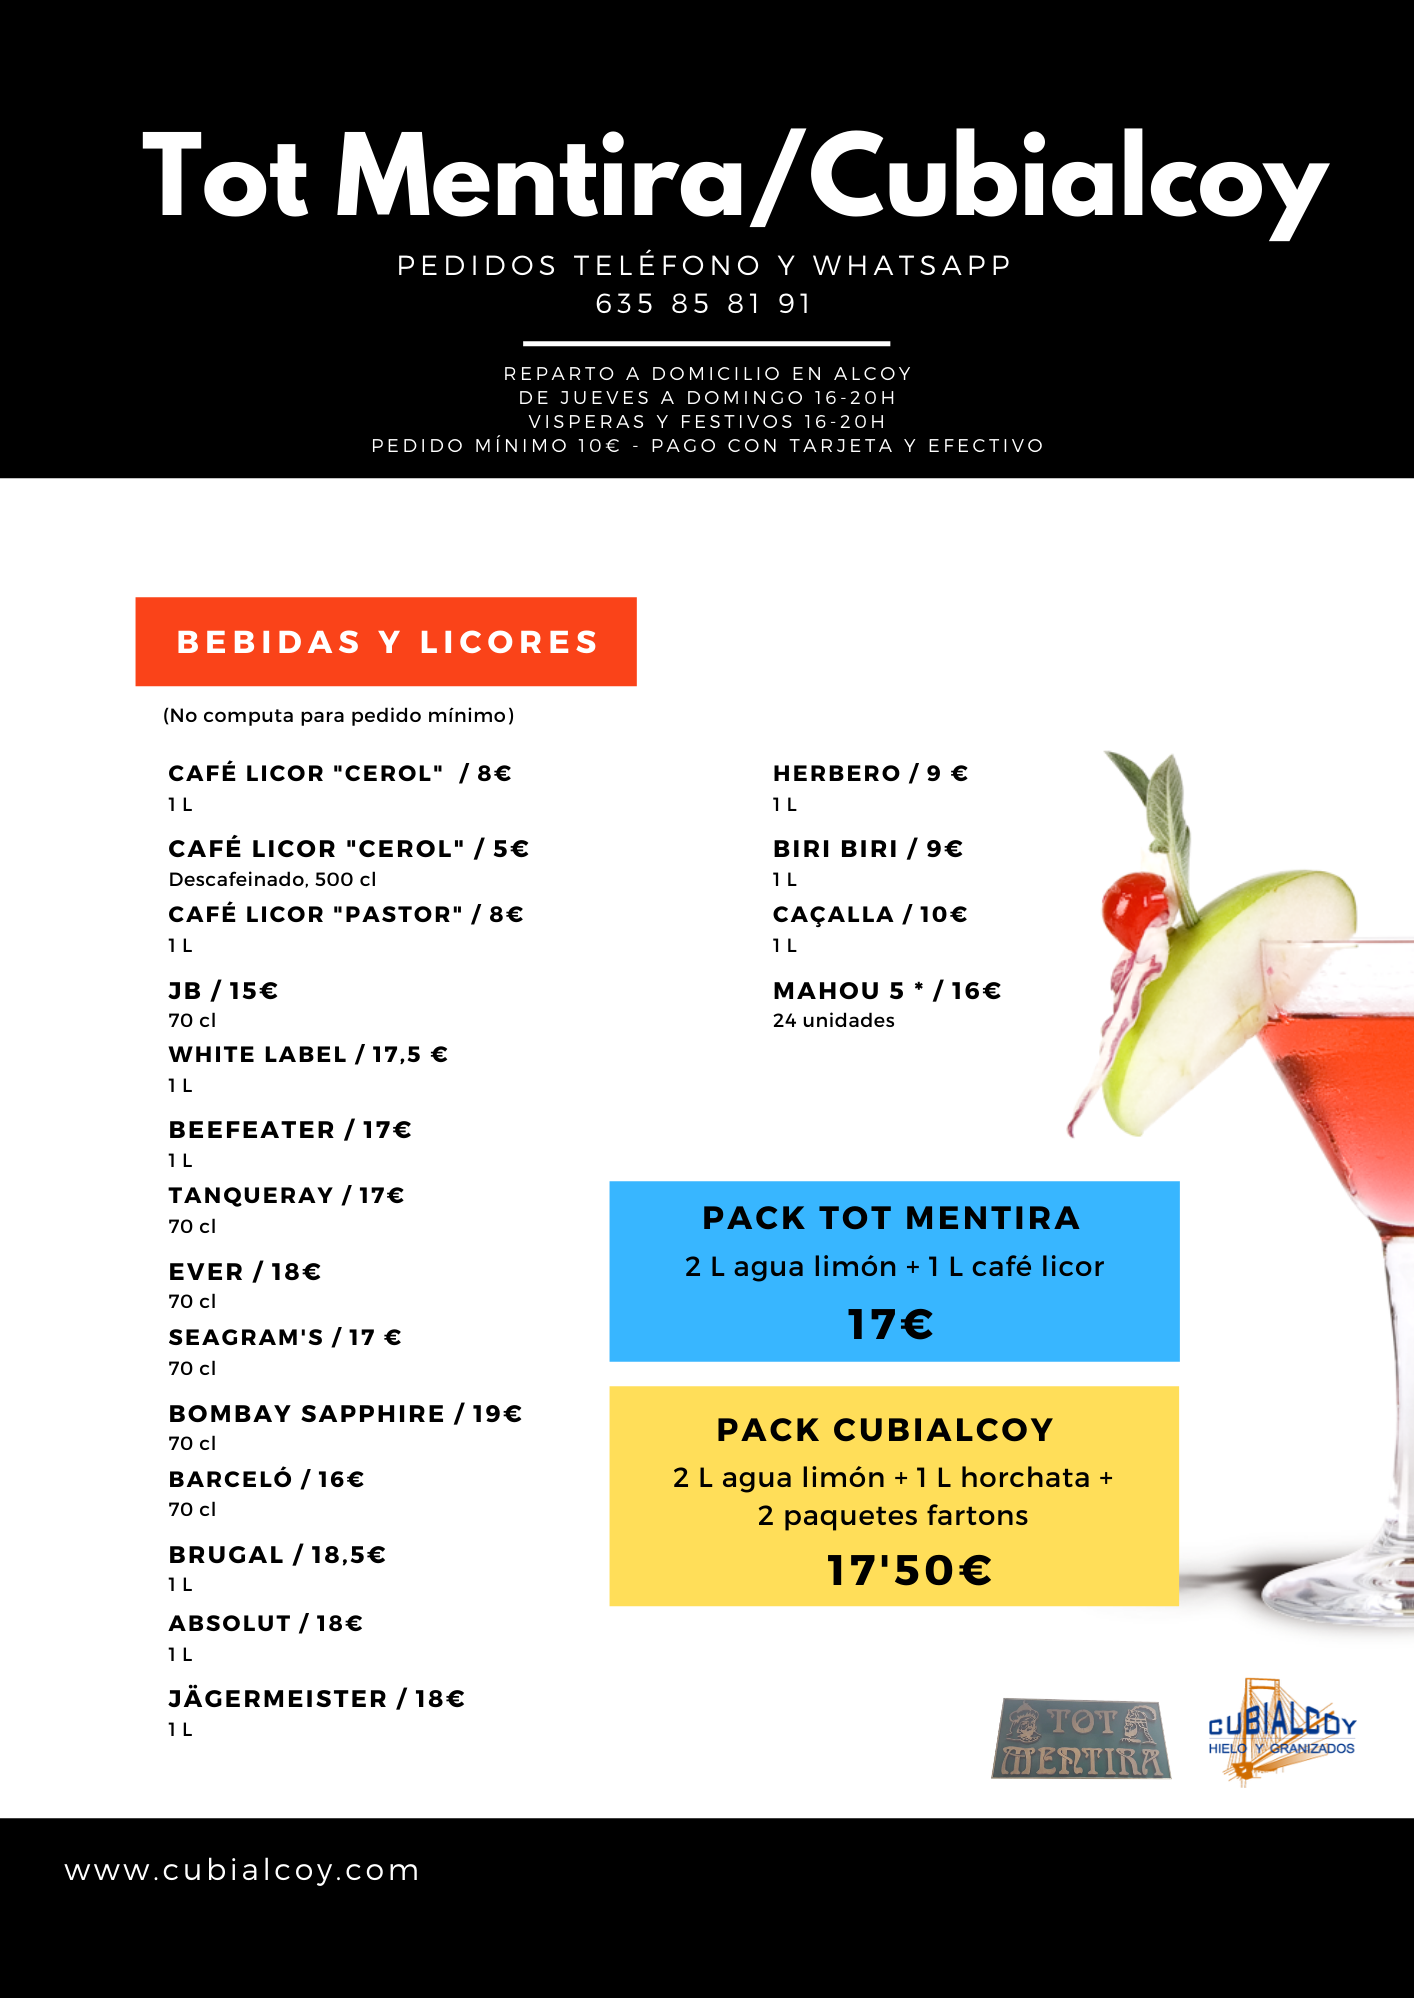 Tot Mentira/Cubialcoy
PEDIDOS TELÉFONO Y WHATSAPP
635 85 81 91
REPARTO A DOMICILIO EN ALCOY
DE JUEVES A DOMINGO 16-20H
VISPERAS Y FESTIVOS 16-20H
PEDIDO MÍNIMO 10€ - PAGO CON TARJETA Y EFECTIVO
BEBIDAS Y LICORES
(No computa para pedido mínimo)
CAFÉ LICOR "CEROL" / 8€
1 L
CAFÉ LICOR "CEROL" / 5€
Descafeinado, 500 cl
CAFÉ LICOR "PASTOR" / 8€
1 L
JB / 15€
70 cl
WHITE LABEL / 17,5 €
1 L
BEEFEATER / 17€
1 L
TANQUERAY / 17€
70 cl
EVER / 18€
70 cl
SEAGRAM'S / 17 €
70 cl
BOMBAY SAPPHIRE / 19€
70 cl
BARCELÓ / 16€
70 cl
BRUGAL / 18,5€
1 L
ABSOLUT / 18€
1 L
JÄGERMEISTER / 18€
1 L
HERBERO / 9 €
1 L
BIRI BIRI / 9€
1 L
CAÇALLA / 10€
1 L
MAHOU 5 * / 16€
24 unidades
PACK TOT MENTIRA
2 L agua limón + 1 L café licor
17€
PACK CUBIALCOY
2 L agua limón + 1 L horchata +
2 paquetes fartons
17'50€
TOT
MENTIRA
CUBIALCOY
HIELO Y GRANIZADOS
www.cubialcoy.com